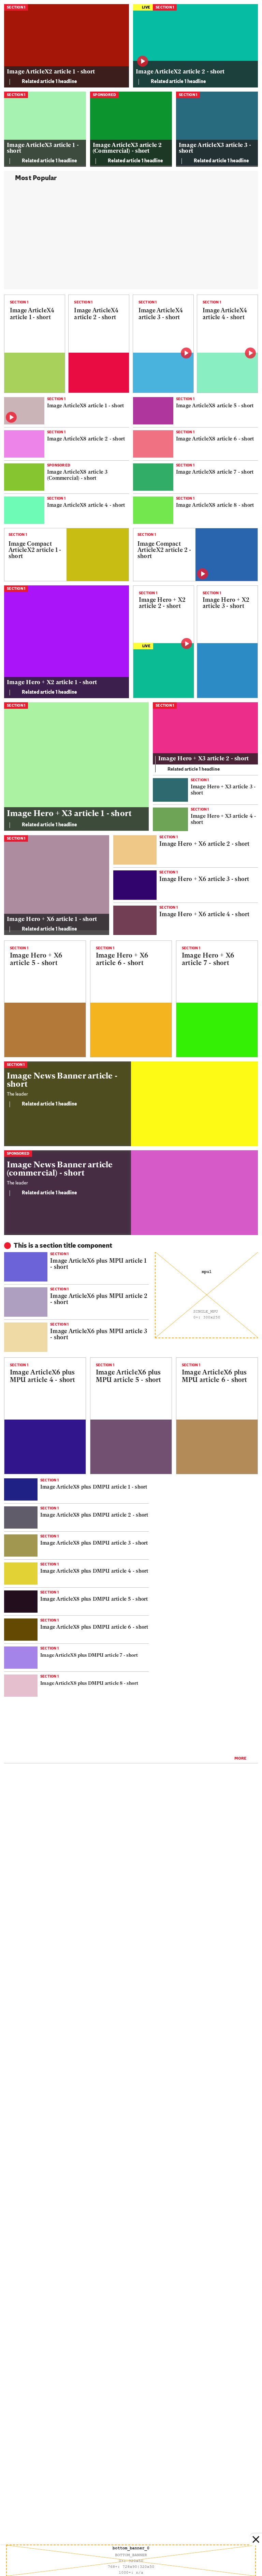 SECTION 1
Image ArticleX2 article 1 - short
Related article 1 headline
LIVE SECTION 1
Image ArticleX2 article 2 - short
Related article 1 headline
SECTION 1
Image ArticleX3 article 1 -
short
Related article 1 headline
SPONSORED
Image ArticleX3 article 2
(Commercial) - short
Related article 1 headline
SECTION 1
Image ArticleX3 article 3 -
short
Related article 1 headline
Most Popular
SECTION 1
Image ArticleX4
article 1 - short
SECTION 1
Image ArticleX4
article 2 - short
SECTION 1
Image ArticleX4
article 3 - short
SECTION 1
Image ArticleX4
article 4 - short
SECTION 1
Image ArticleX8 article 1 - short
SECTION 1
Image ArticleX8 article 5 - short
SECTION 1
Image ArticleX8 article 2 - short
SECTION 1
Image ArticleX8 article 6 - short
SPONSORED
Image ArticleX8 article 3
(Commercial) - short
SECTION 1
Image ArticleX8 article 7 - short
SECTION 1
Image ArticleX8 article 4 - short
SECTION 1
Image ArticleX8 article 8 - short
SECTION 1
Image Compact
ArticleX2 article 1 -
short
SECTION 1
Image Compact
ArticleX2 article 2 -
short
SECTION 1
Image Hero + X2 article 1 - short
Related article 1 headline
SECTION 1
Image Hero + X2
article 2 - short
LIVE
SECTION 1
Image Hero + X2
article 3 - short
SECTION 1
Image Hero + X3 article 1 - short
Related article 1 headline
SECTION 1
Image Hero + X3 article 2 - short
Related article 1 headline
SECTION 1
Image Hero + X3 article 3 -
short
SECTION 1
Image Hero + X3 article 4 -
short
SECTION 1
Image Hero + X6 article 1 - short
Related article 1 headline
SECTION 1
Image Hero + X6 article 2 - short
SECTION 1
Image Hero + X6 article 3 - short
SECTION 1
Image Hero + X6 article 4 - short
SECTION 1
Image Hero + X6
article 5 - short
SECTION 1
Image Hero + X6
article 6 - short
SECTION 1
Image Hero + X6
article 7 - short
SECTION 1
Image News Banner article -
short
The leader
Related article 1 headline
SPONSORED
Image News Banner article
(commercial) - short
The leader
Related article 1 headline
This is a section title component
SECTION 1
Image ArticleX6 plus MPU article 1
- short
SECTION 1
Image ArticleX6 plus MPU article 2
- short
SECTION 1
Image ArticleX6 plus MPU article 3
- short
mpu1
SINGLE_MPU
0+: 300x250
SECTION 1
Image ArticleX6 plus
MPU article 4 - short
SECTION 1
Image ArticleX6 plus
MPU article 5 - short
SECTION 1
Image ArticleX6 plus
MPU article 6 - short
SECTION 1
Image ArticleX8 plus DMPU article 1 - short
SECTION 1
Image ArticleX8 plus DMPU article 2 - short
SECTION 1
Image ArticleX8 plus DMPU article 3 - short
SECTION 1
Image ArticleX8 plus DMPU article 4 - short
SECTION 1
Image ArticleX8 plus DMPU article 5 - short
SECTION 1
Image ArticleX8 plus DMPU article 6 - short
SECTION 1
Image ArticleX8 plus DMPU article 7 - short
SECTION 1
Image ArticleX8 plus DMPU article 8 - short
MORE
BOTTOM_BANNER